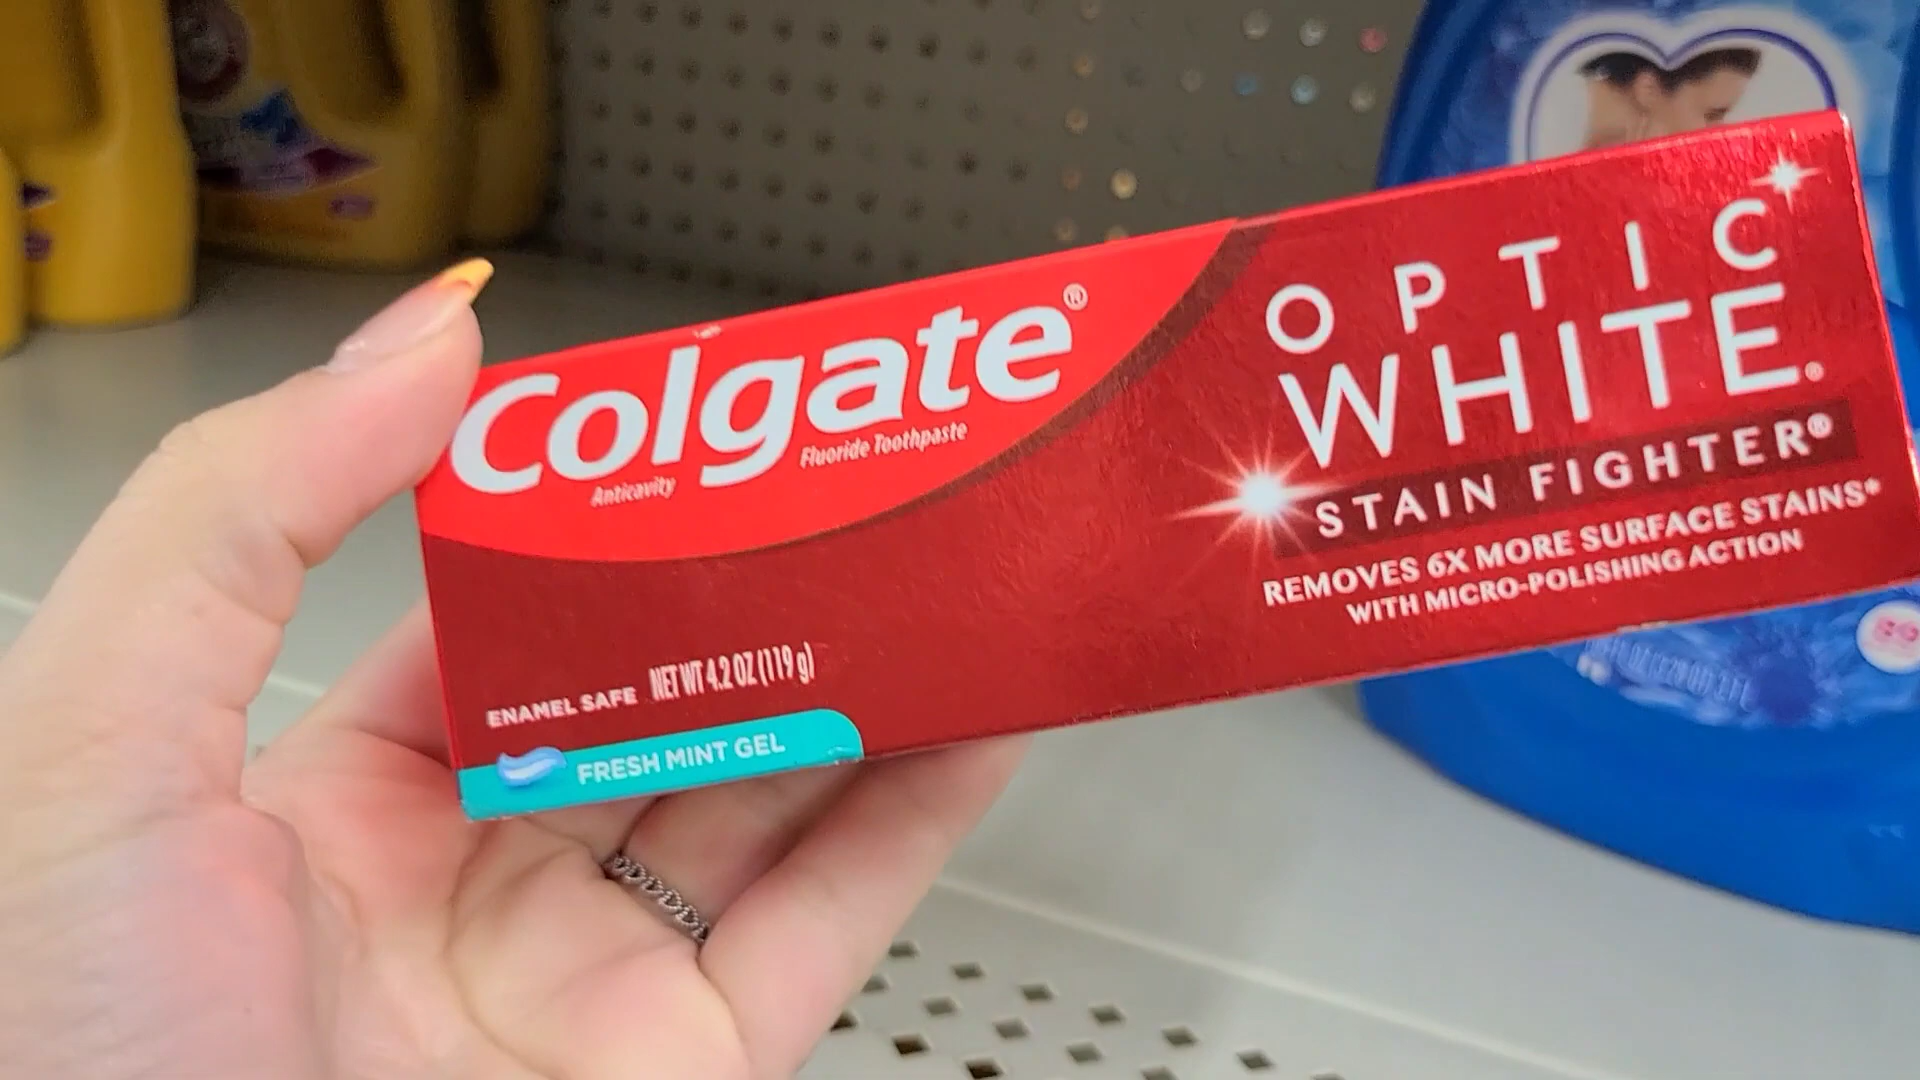 Colgate®
Anticavity Fluoride Toothpaste
OPTIC
WHITE®
STAIN FIGHTER®
REMOVES 6X MORE SURFACE STAINS*
WITH MICRO-POLISHING ACTION
ENAMEL SAFE NET WT 4.2 OZ (119 g)
FRESH MINT GEL
89